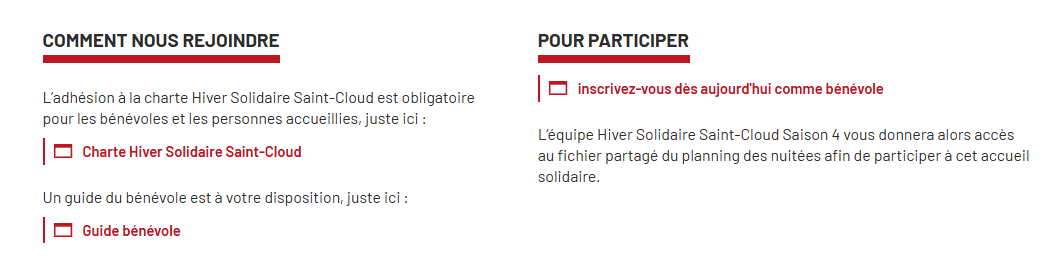 COMMENT NOUS REJOINDRE
L'adhésion à la charte Hiver Solidaire Saint-Cloud est obligatoire
pour les bénévoles et les personnes accueillies, juste ici :
Charte Hiver Solidaire Saint-Cloud
Un guide du bénévole est à votre disposition, juste ici :
Guide bénévole
POUR PARTICIPER
inscrivez-vous dès aujourd'hui comme bénévole
L'équipe Hiver Solidaire Saint-Cloud Saison 4 vous donnera alors accès
au fichier partagé du planning des nuitées afin de participer à cet accueil
solidaire.